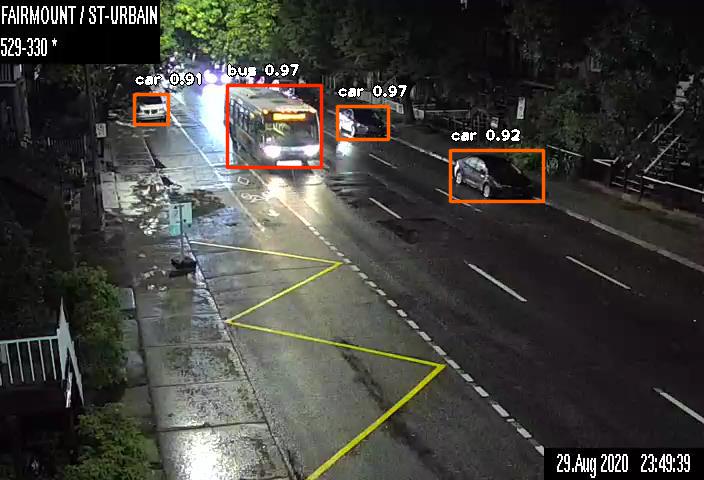 FAIRMOUNT / ST-URBAIN
529-330 *
car 0.91
bus 0.97
car 0.97
car 0.92
29.Aug 2020 23:49:39